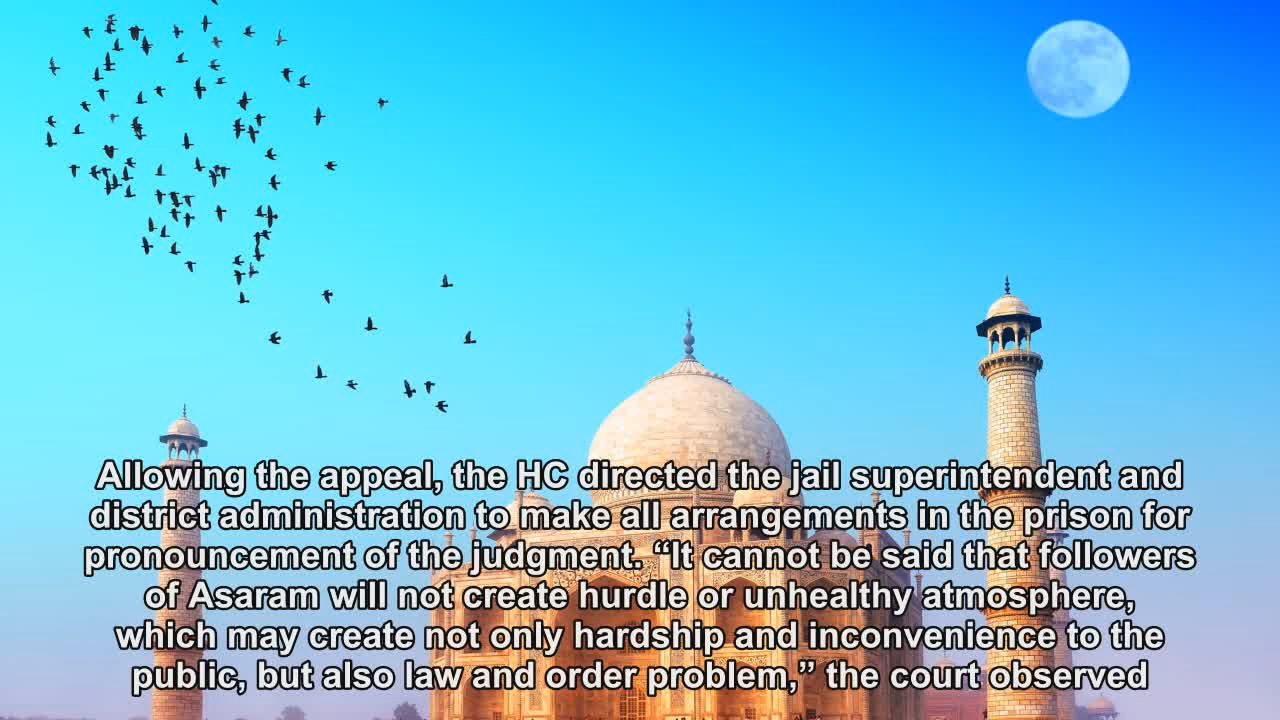 Allowing the appeal, the HC directed the jail superintendent and
district administration to make all arrangements in the prison for
pronouncement of the judgment. “It cannot be said that followers
of Asaram will not create hurdle or unhealthy atmosphere,
which may create not only hardship and inconvenience to the
public, but also law and order problem,” the court observed